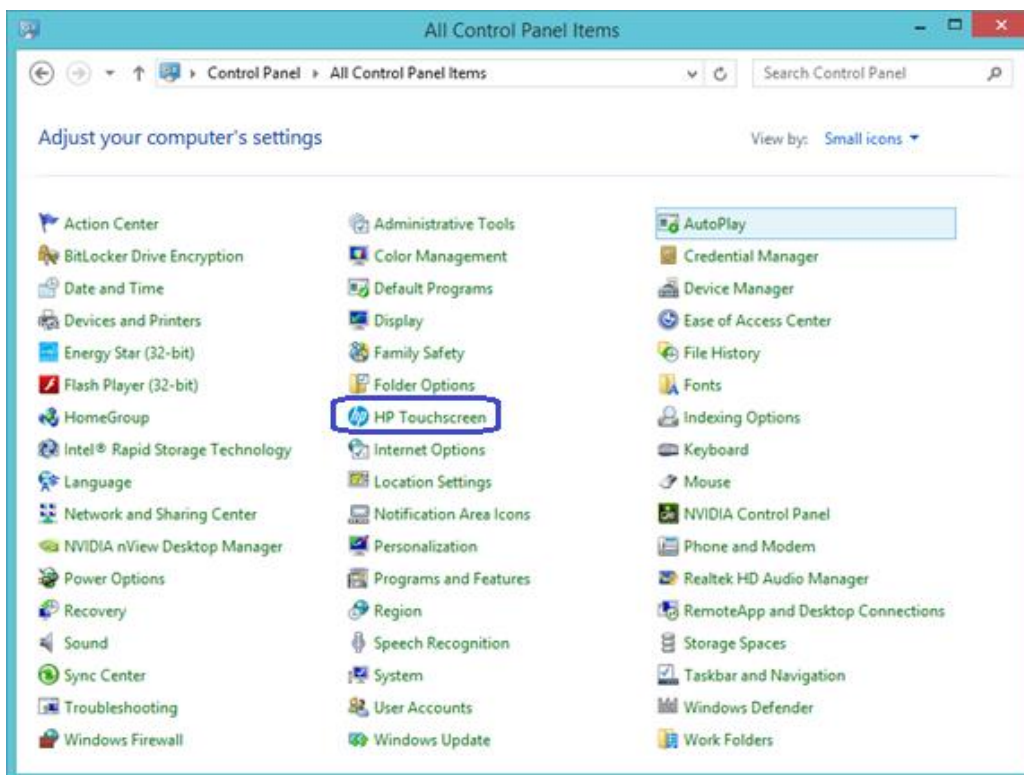 All Control Panel Items
Control Panel All Control Panel Items Search Control Panel
Adjust your computer's settings View by: Small icons
Action Center Administrative Tools AutoPlay
BitLocker Drive Encryption Color Management Credential Manager
Date and Time Default Programs Device Manager
Devices and Printers Display Ease of Access Center
Energy Star (32-bit) Family Safety File History
Flash Player (32-bit) Folder Options Fonts
HomeGroup HP Touchscreen Indexing Options
Intel® Rapid Storage Technology Internet Options Keyboard
Language Location Settings Mouse
Network and Sharing Center Notification Area Icons NVIDIA Control Panel
NVIDIA nView Desktop Manager Personalization Phone and Modem
Power Options Programs and Features Realtek HD Audio Manager
Recovery Region RemoteApp and Desktop Connections
Sound Speech Recognition Storage Spaces
Sync Center System Taskbar and Navigation
Troubleshooting User Accounts Windows Defender
Windows Firewall Windows Update Work Folders